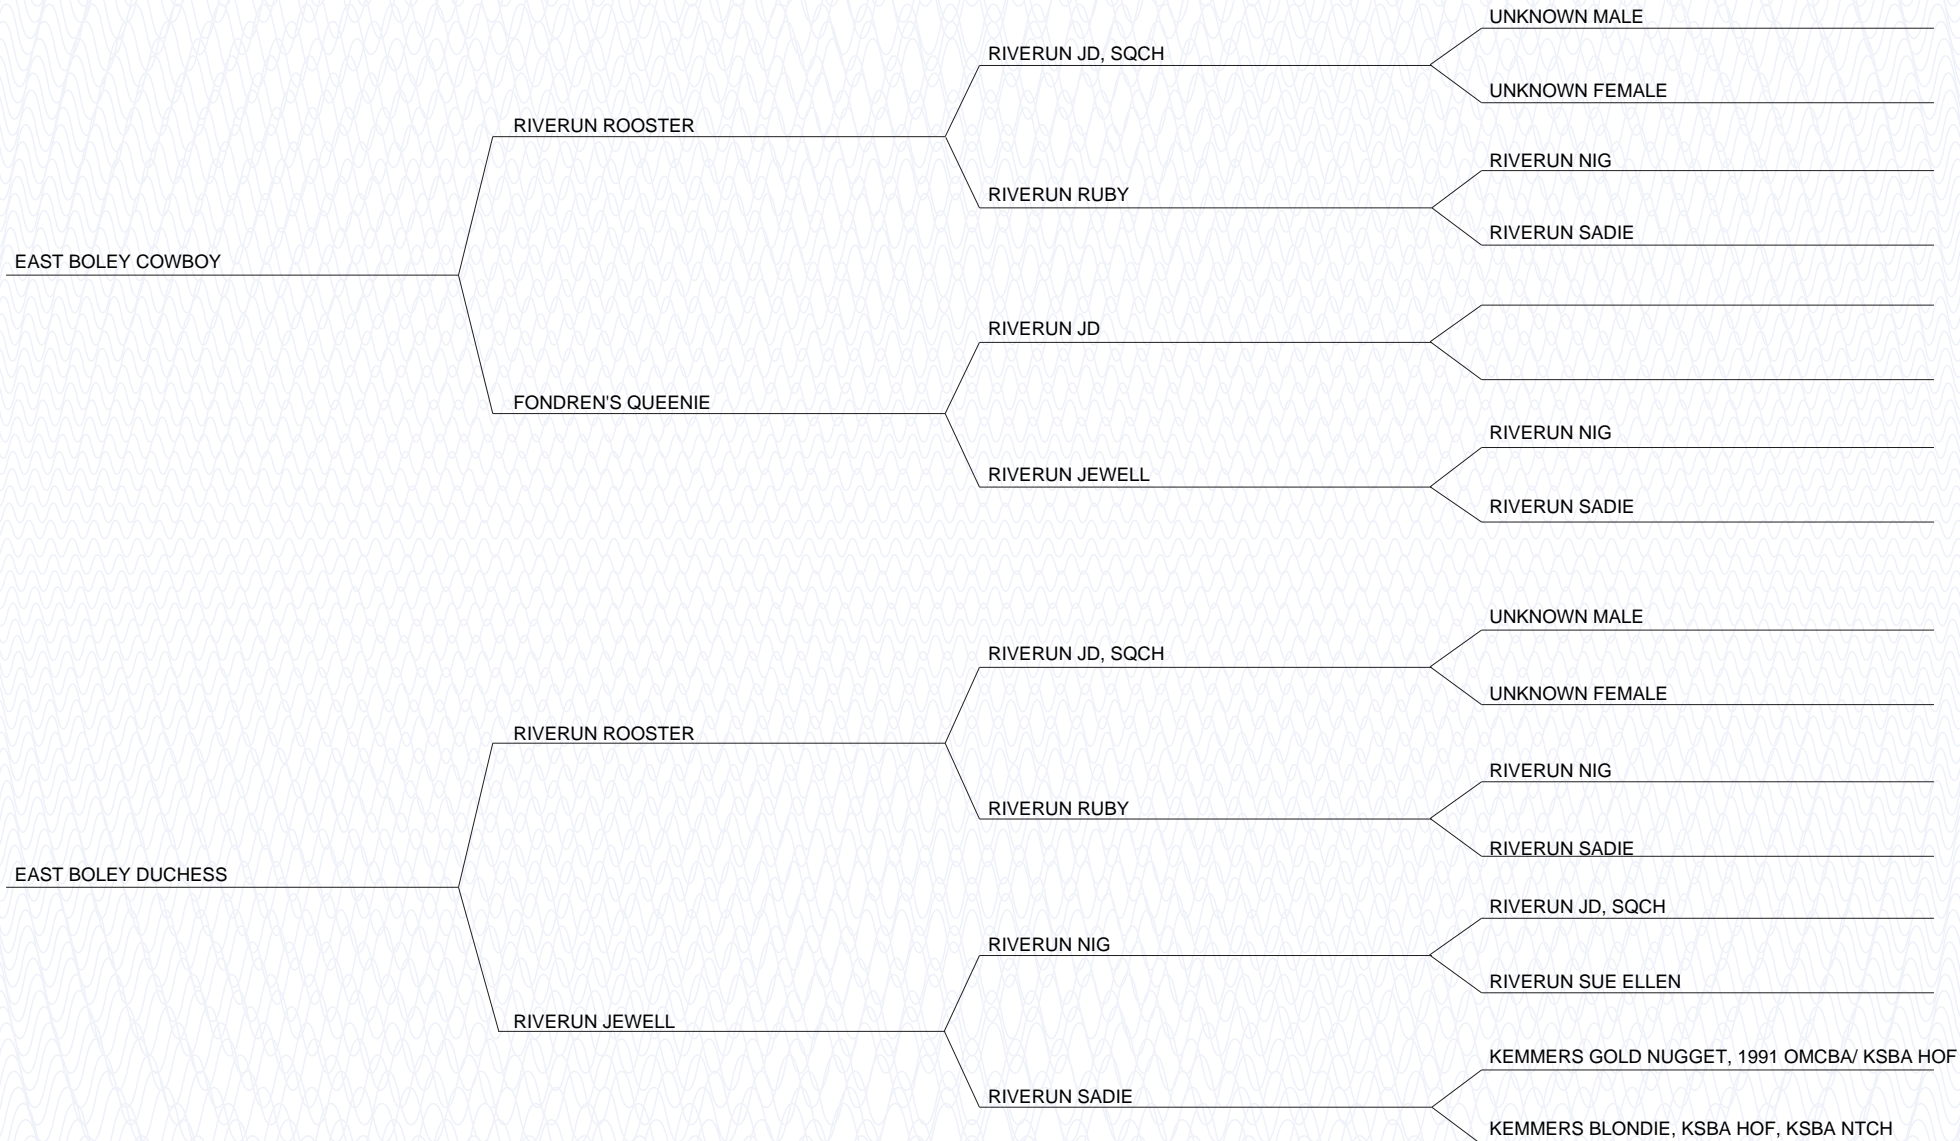 UNKNOWN MALE
RIVERUN JD, SQCH
UNKNOWN FEMALE
RIVERUN ROOSTER
RIVERUN NIG
RIVERUN RUBY
RIVERUN SADIE
EAST BOLEY COWBOY
RIVERUN JD
FONDREN'S QUEENIE
RIVERUN NIG
RIVERUN JEWELL
RIVERUN SADIE
UNKNOWN MALE
RIVERUN JD, SQCH
UNKNOWN FEMALE
RIVERUN ROOSTER
RIVERUN NIG
RIVERUN RUBY
RIVERUN SADIE
EAST BOLEY DUCHESS
RIVERUN JD, SQCH
RIVERUN NIG
RIVERUN SUE ELLEN
RIVERUN JEWELL
KEMMERS GOLD NUGGET, 1991 OMCBA/ KSBA HOF
RIVERUN SADIE
KEMMERS BLONDIE, KSBA HOF, KSBA NTCH